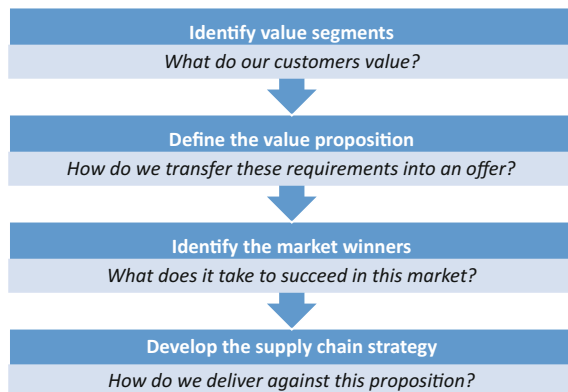 Identify value segments
What do our customers value?
Define the value proposition
How do we transfer these requirements into an offer?
Identify the market winners
What does it take to succeed in this market?
Develop the supply chain strategy
How do we deliver against this proposition?